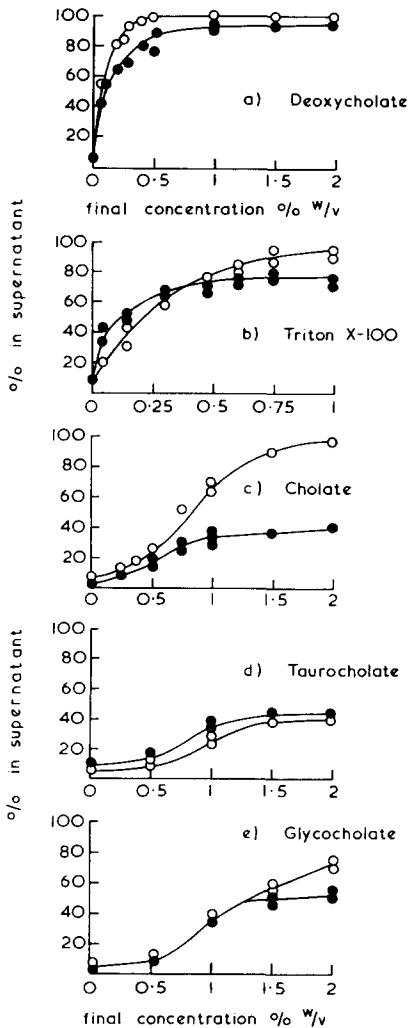 100
80
60
40
20
a) Deoxycholate
0 0·5 1 1·5 2
final concentration % w/v
% in supernatant
100
80
60
40
20
b) Triton X-100
0 0·25 0·5 0·75 1
100
80
60
40
20
c) Cholate
0 0·5 1 1·5 2
% in supernatant
100
80
60
40
20
d) Taurocholate
0 0·5 1 1·5 2
100
80
60
40
20
e) Glycocholate
0 0·5 1 1·5 2
final concentration % w/v